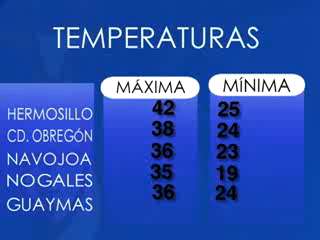 TEMPERATURAS
MÁXIMA MÍNIMA
HERMOSILLO 42 25
CD. OBREGÓN 38 24
NAVOJOA 36 23
NOGALES 35 19
GUAYMAS 36 24